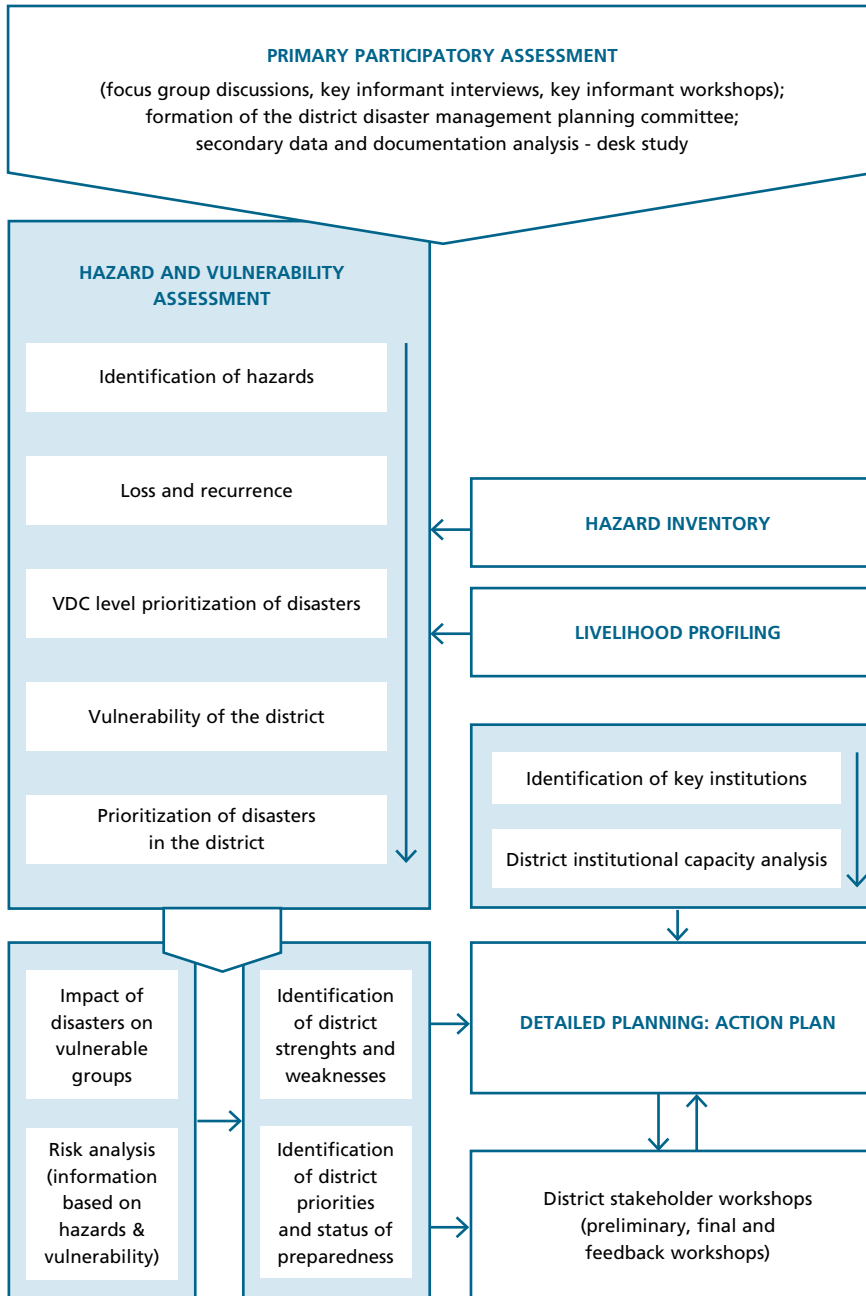 PRIMARY PARTICIPATORY ASSESSMENT
(focus group discussions, key informant interviews, key informant workshops);
formation of the district disaster management planning committee;
secondary data and documentation analysis - desk study
HAZARD AND VULNERABILITY
ASSESSMENT
Identification of hazards
Loss and recurrence
VDC level prioritization of disasters
Vulnerability of the district
Prioritization of disasters
in the district
HAZARD INVENTORY
LIVELIHOOD PROFILING
Identification of key institutions
District institutional capacity analysis
Impact of
disasters on
vulnerable
groups
Risk analysis
(information
based on
hazards &
vulnerability)
Identification
of district
strenghts and
weaknesses
Identification
of district
priorities
and status of
preparedness
DETAILED PLANNING: ACTION PLAN
District stakeholder workshops
(preliminary, final and
feedback workshops)